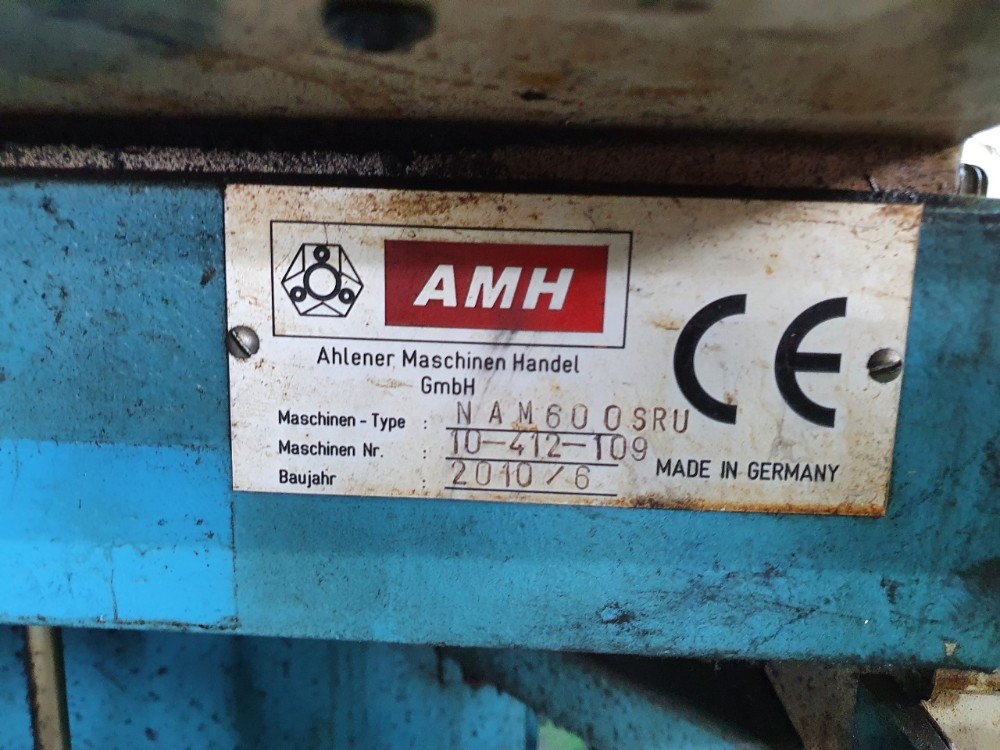 AMH
Ahlener Maschinen Handel
GmbH
CE
Maschinen - Type : NAM600SRU
Maschinen Nr. : 10-412-109
Baujahr : 2010/6
MADE IN GERMANY